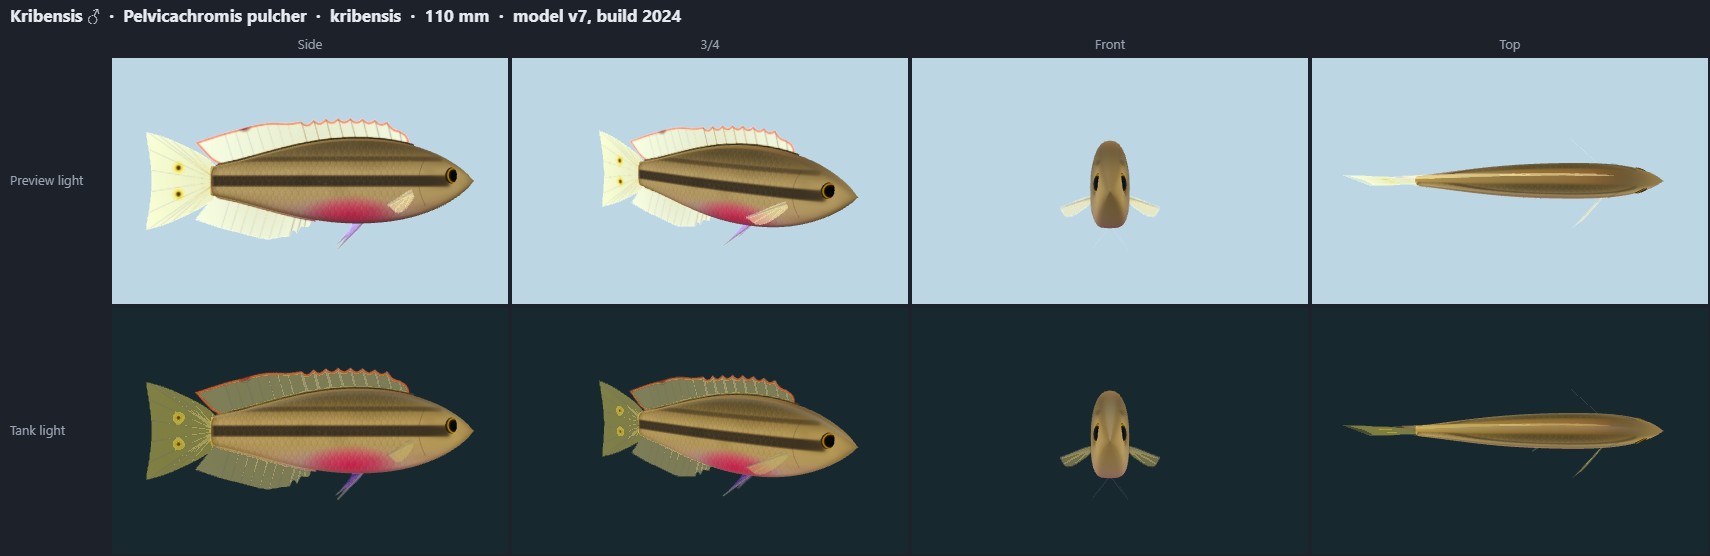 Kribensis ♂ · Pelvicachromis pulcher · kribensis · 110 mm · model v7, build 2024
Side 3/4 Front Top
Preview light
Tank light